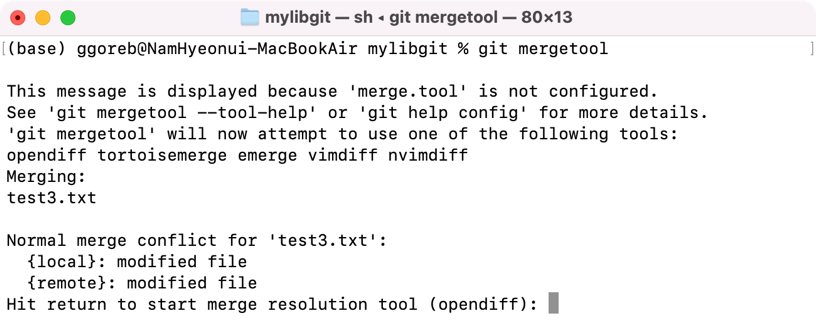 mylibgit — sh ◂ git mergetool — 80×13
[(base) ggoreb@NamHyeonui-MacBookAir mylibgit % git mergetool ]
This message is displayed because 'merge.tool' is not configured.
See 'git mergetool --tool-help' or 'git help config' for more details.
'git mergetool' will now attempt to use one of the following tools:
opendiff tortoisemerge emerge vimdiff nvimdiff
Merging:
test3.txt
Normal merge conflict for 'test3.txt':
  {local}: modified file
  {remote}: modified file
Hit return to start merge resolution tool (opendiff):